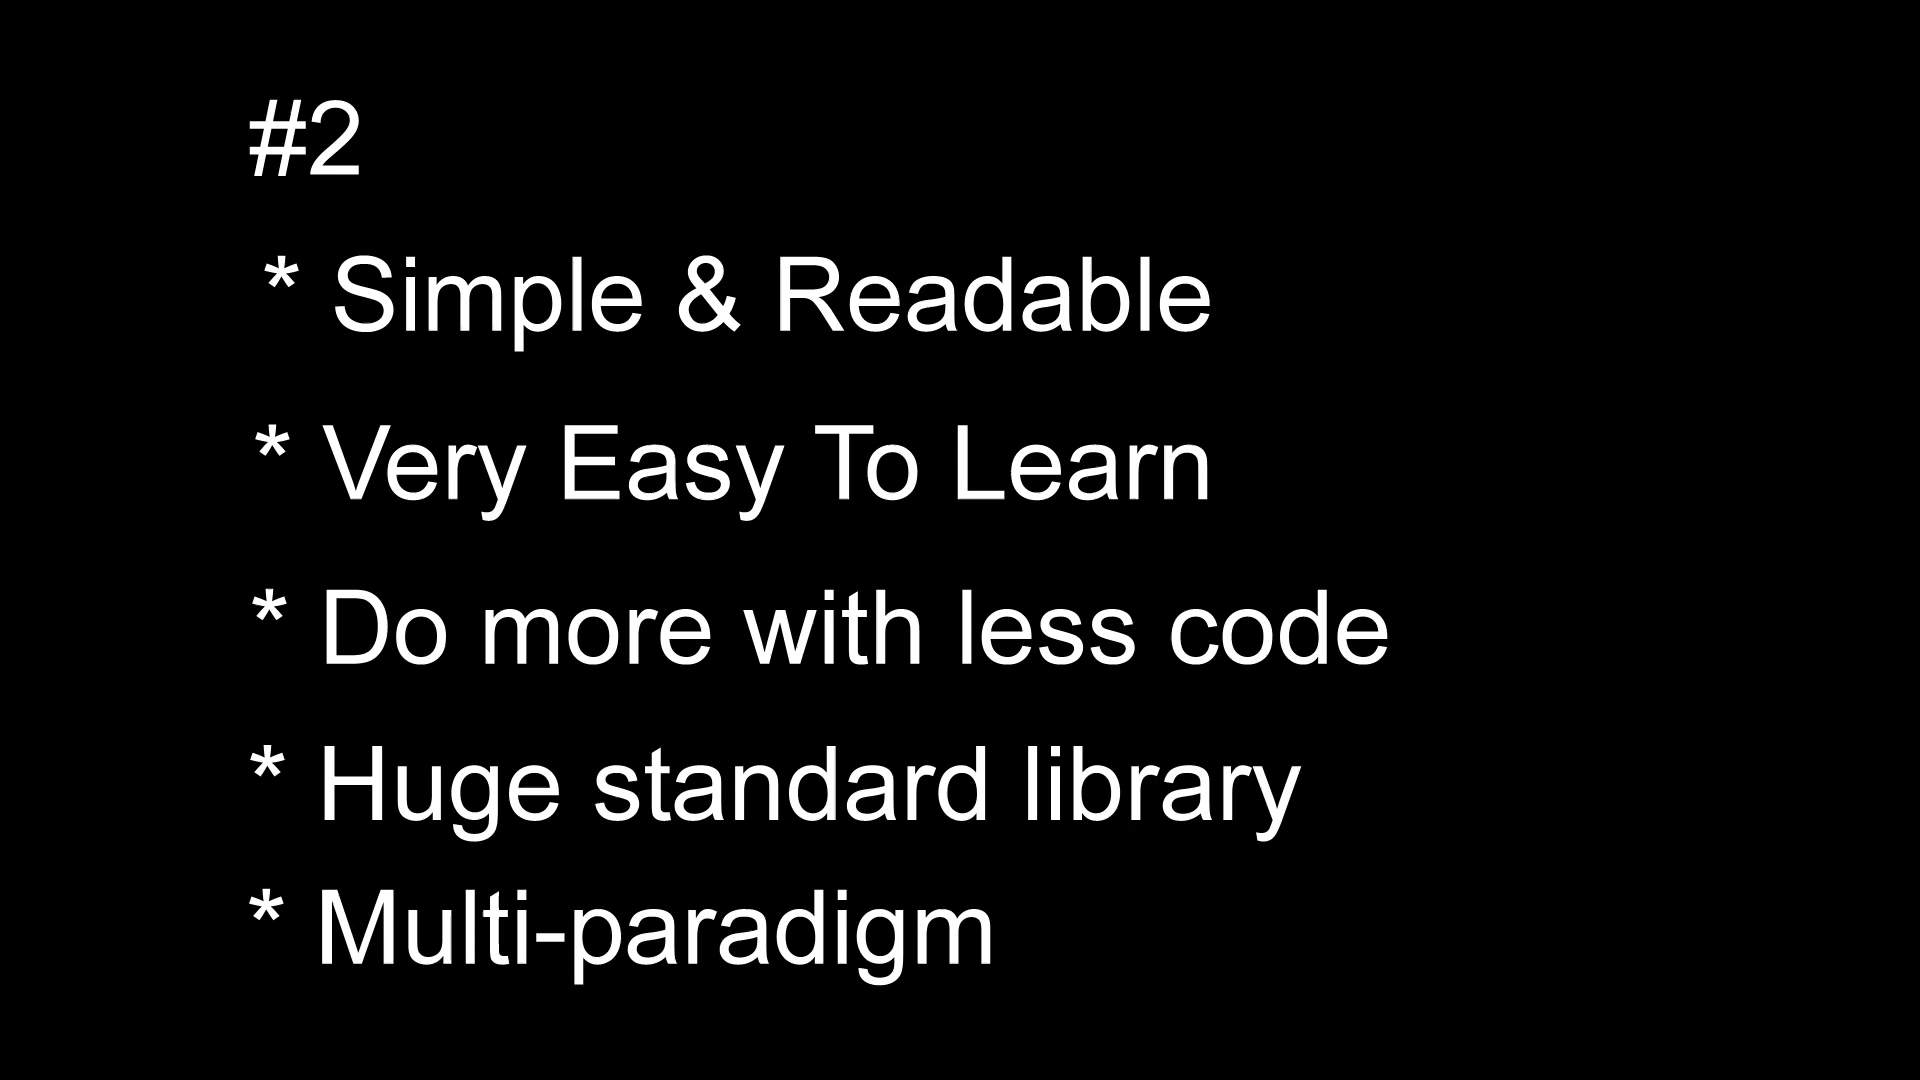 #2
* Simple & Readable
* Very Easy To Learn
* Do more with less code
* Huge standard library
* Multi-paradigm